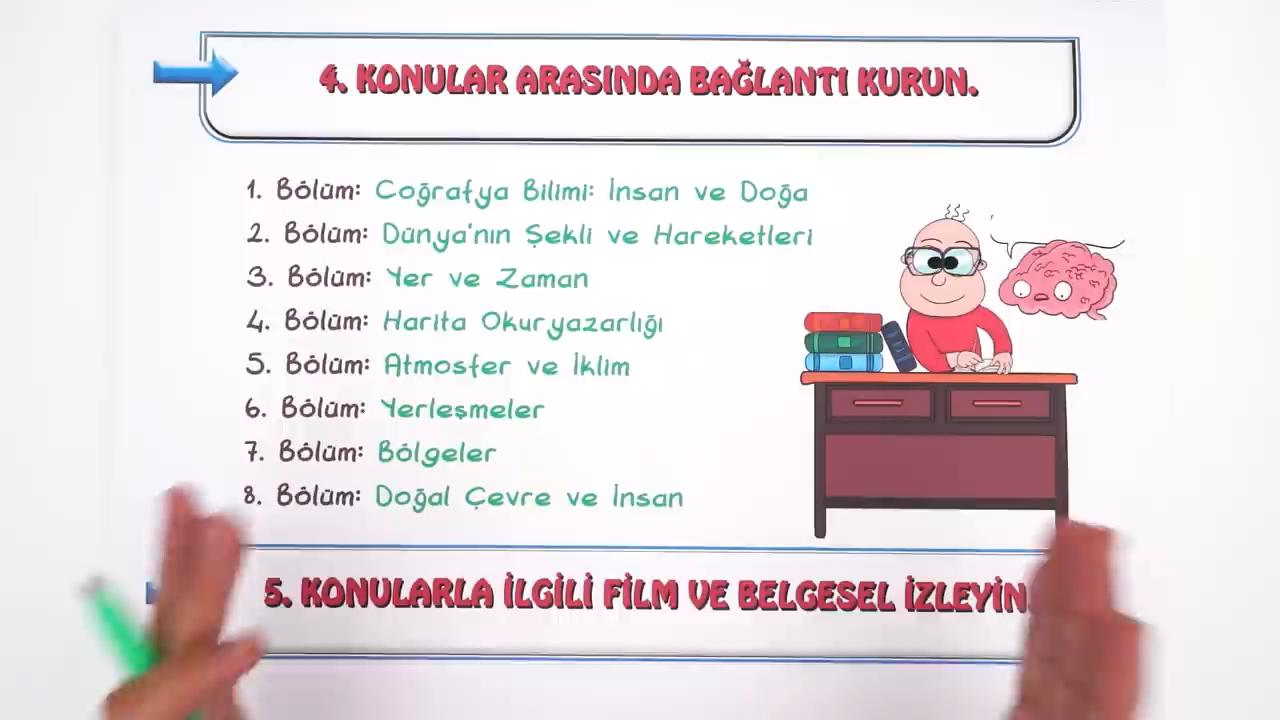 4. KONULAR ARASINDA BAĞLANTI KURUN.
1. Bölüm: Coğrafya Bilimi: İnsan ve Doğa
2. Bölüm: Dünya'nın Şekli ve Hareketleri
3. Bölüm: Yer ve Zaman
4. Bölüm: Harita Okuryazarlığı
5. Bölüm: Atmosfer ve İklim
6. Bölüm: Yerleşmeler
7. Bölüm: Bölgeler
8. Bölüm: Doğal Çevre ve İnsan
5. KONULARLA İLGİLİ FİLM VE BELGESEL İZLEYİN.